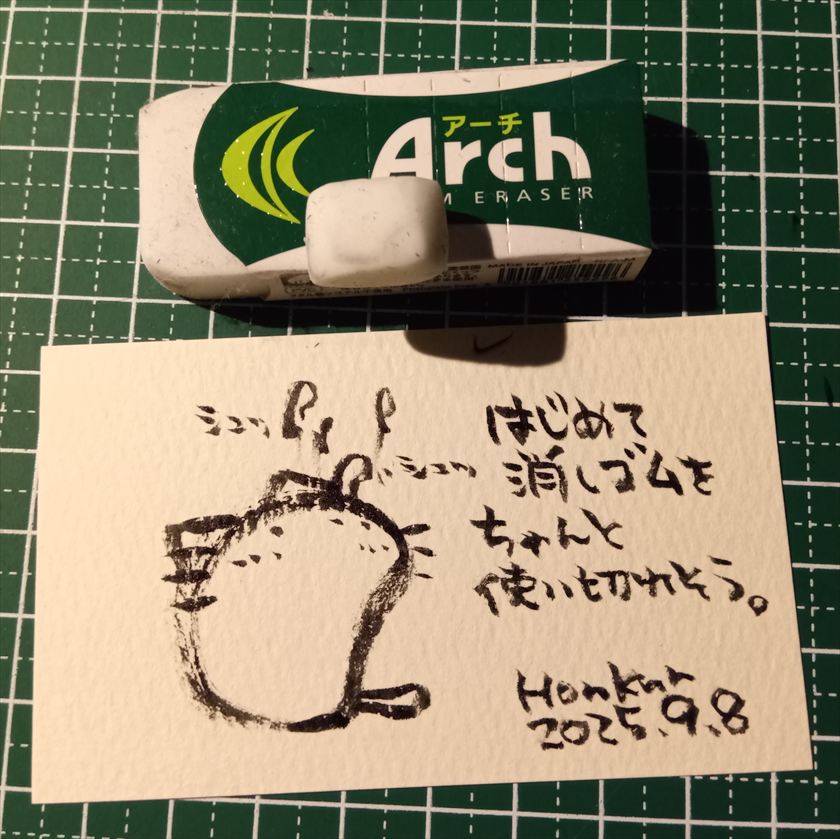 アーチ
Arch
M ERASER
MADE IN JAPAN
シュッ
シュッ
はじめて
消しゴムを
ちゃんと
使い切れそう。
Honkun
2025.9.8